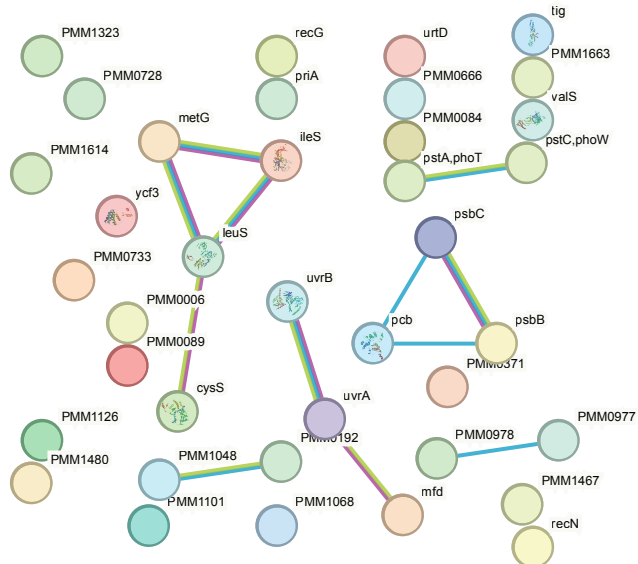 tig
PMM1323
recG
urtD
PMM1663
PMM0728
priA
PMM0666
valS
metG
PMM0084
ileS
pstC,phoW
PMM1614
pstA,phoT
ycf3
psbC
leuS
PMM0733
uvrB
PMM0006
pcb
psbB
PMM0089
PMM0371
cysS
uvrA
PMM1126
PMM0977
PMM0192
PMM0978
PMM1480
PMM1048
PMM1467
mfd
PMM1101
PMM1068
recN